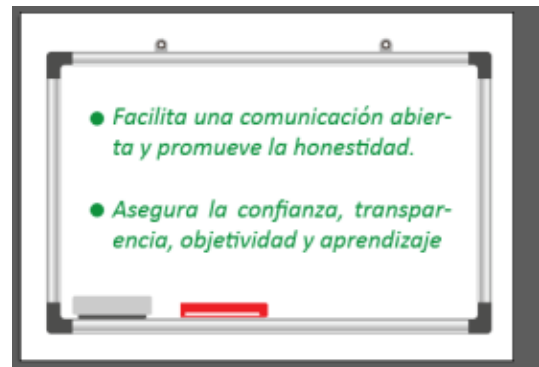 ● Facilita una comunicación abier-
ta y promueve la honestidad.
● Asegura la confianza, transpar-
encia, objetividad y aprendizaje